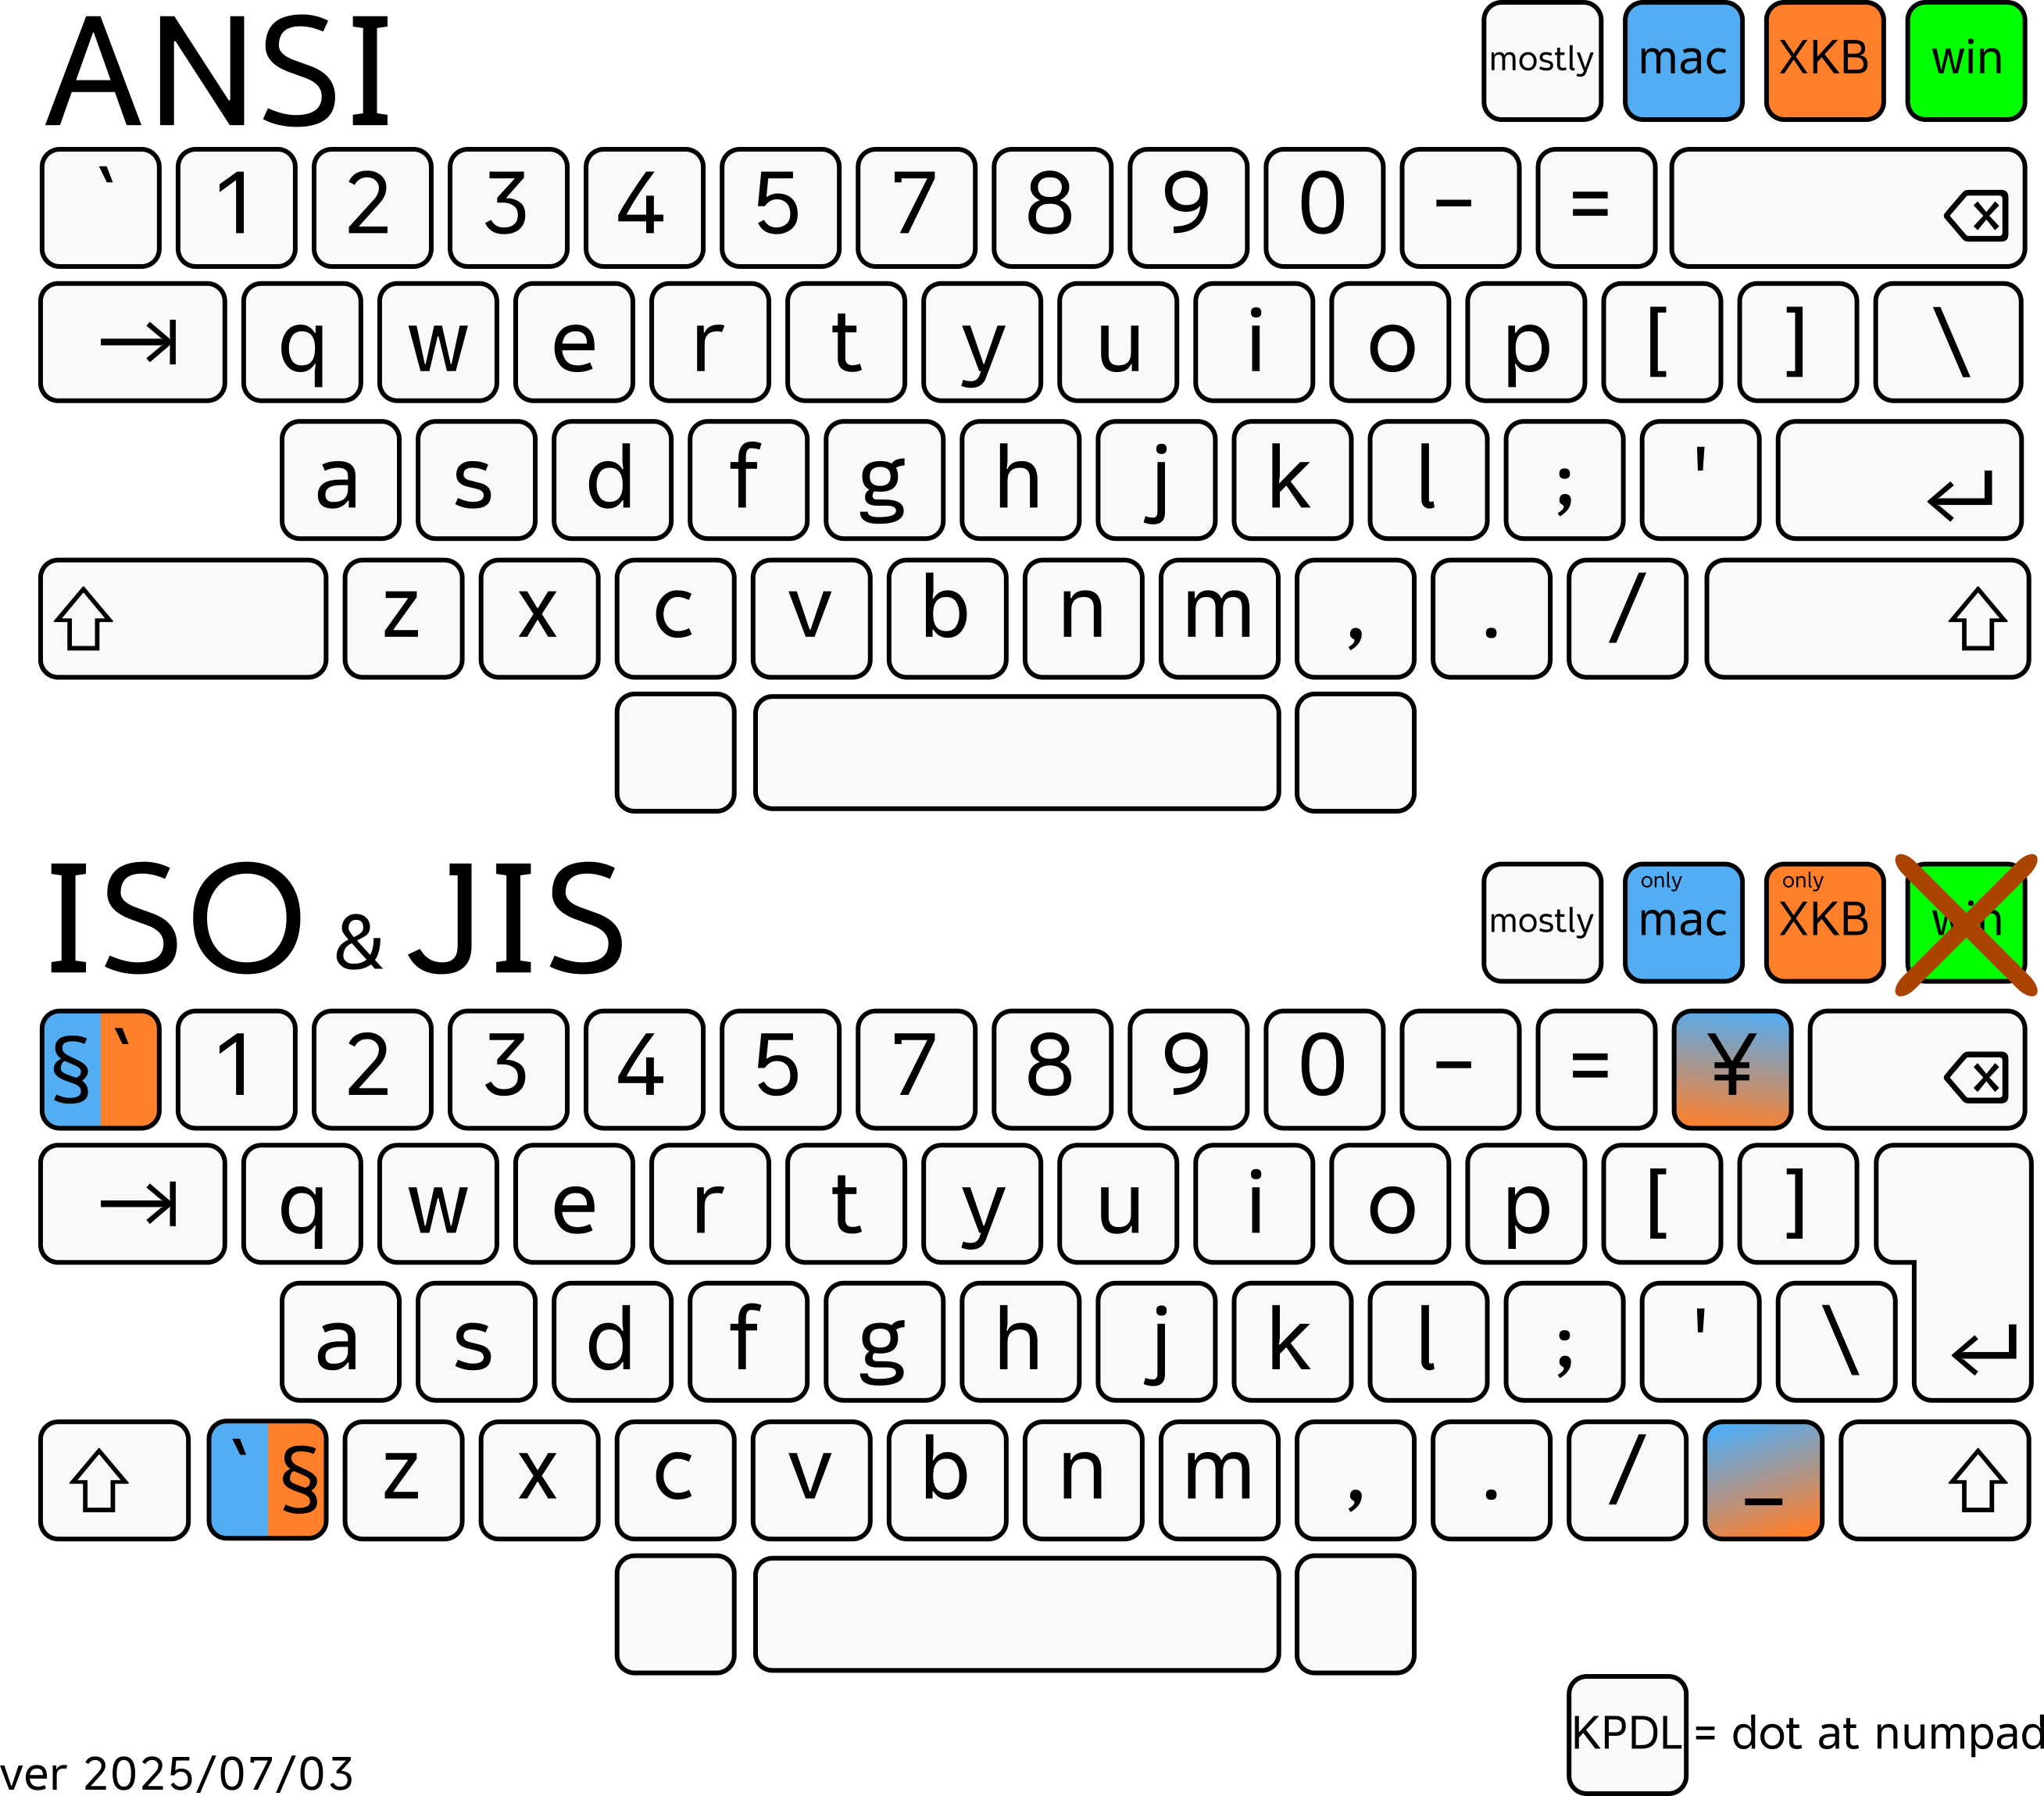 ANSI mostly mac XKB win
` 1 2 3 4 5 7 8 9 0 - =
q w e r t y u i o p [ ] \
a s d f g h j k l ; '
z x c v b n m , . /
ISO & JIS mostly only mac only XKB win
§ ` 1 2 3 4 5 7 8 9 0 - = ¥
q w e r t y u i o p [ ]
a s d f g h j k l ; ' \
` § z x c v b n m , . / _
KPDL = dot at numpad
ver 2025/07/03